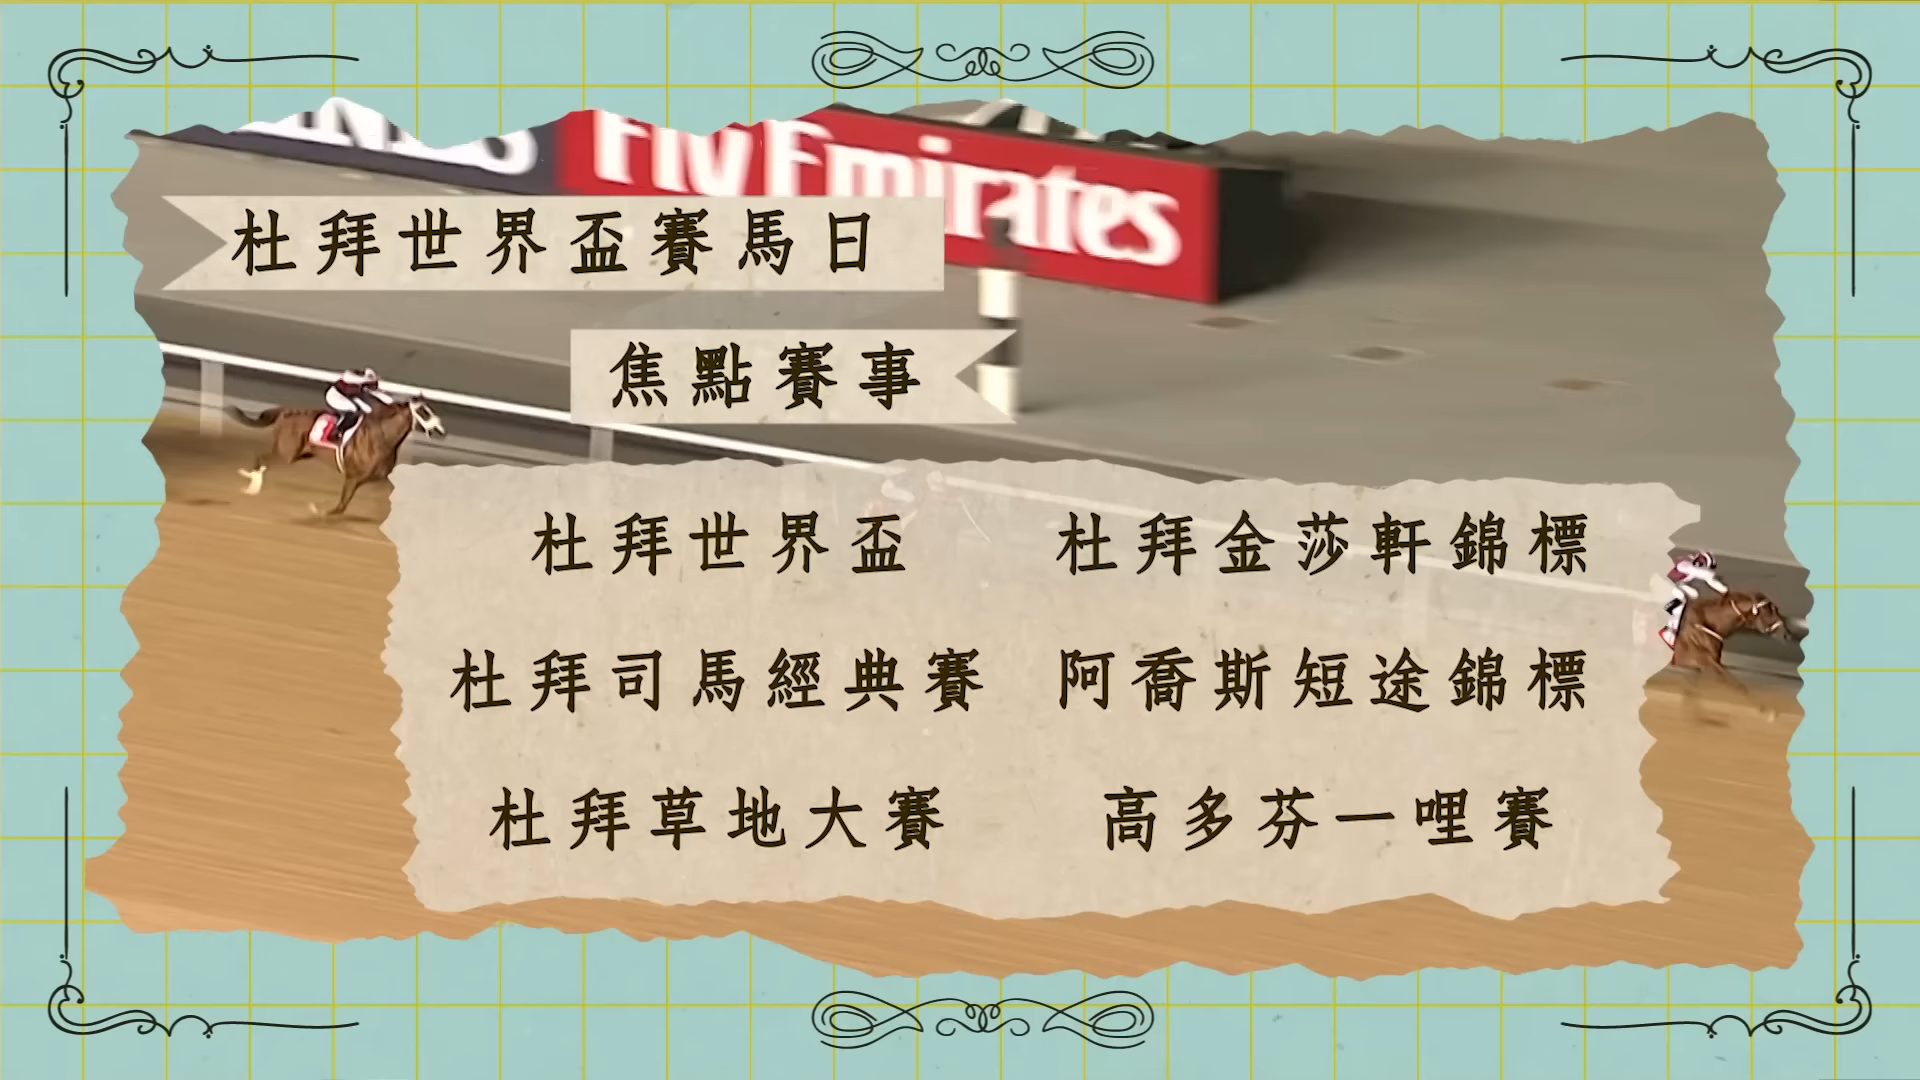 Fly Emirates
杜拜世界盃賽馬日
焦點賽事
杜拜世界盃
杜拜金莎軒錦標
杜拜司馬經典賽
阿喬斯短途錦標
杜拜草地大賽
高多芬一哩賽